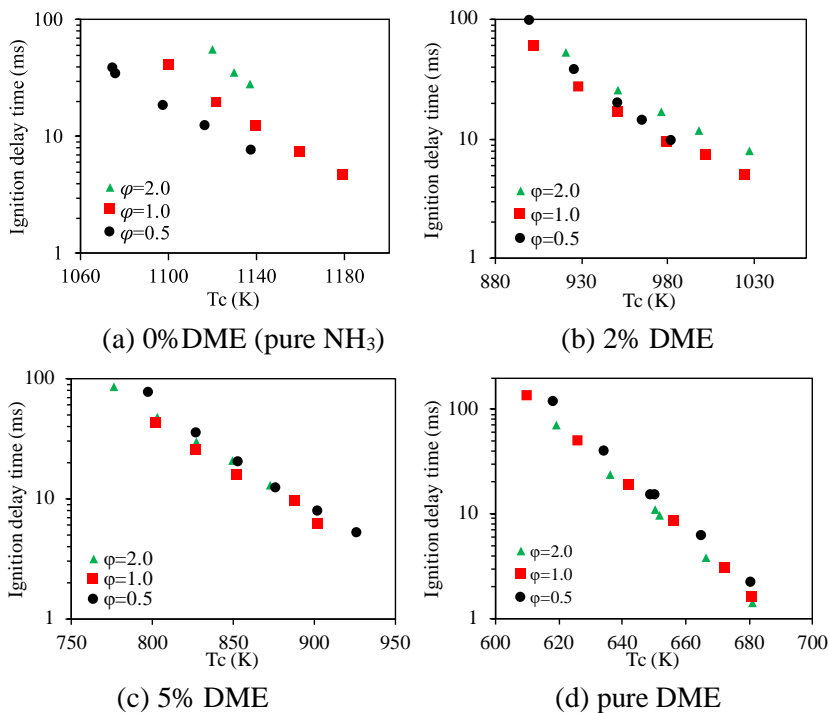 Ignition delay time (ms)
100
10
1
φ=2.0
φ=1.0
φ=0.5
1060 1100 1140 1180
Tc (K)
(a) 0%DME (pure NH₃)
Ignition delay time (ms)
100
10
1
φ=2.0
φ=1.0
φ=0.5
880 930 980 1030
Tc (K)
(b) 2% DME
Ignition delay time (ms)
100
10
1
φ=2.0
φ=1.0
φ=0.5
750 800 850 900 950
Tc (K)
(c) 5% DME
Ignition delay time (ms)
100
10
1
φ=2.0
φ=1.0
φ=0.5
600 620 640 660 680 700
Tc (K)
(d) pure DME